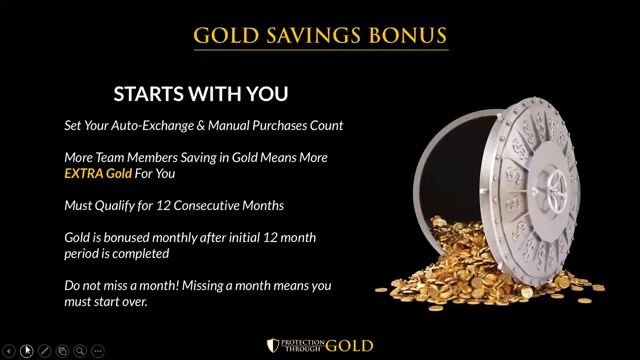 GOLD SAVINGS BONUS
STARTS WITH YOU
Set Your Auto-Exchange & Manual Purchases Count
More Team Members Saving in Gold Means More
EXTRA Gold For You
Must Qualify for 12 Consecutive Months
Gold is bonused monthly after initial 12 month
period is completed
Do not miss a month! Missing a month means you
must start over.
PROTECTION
THROUGH GOLD